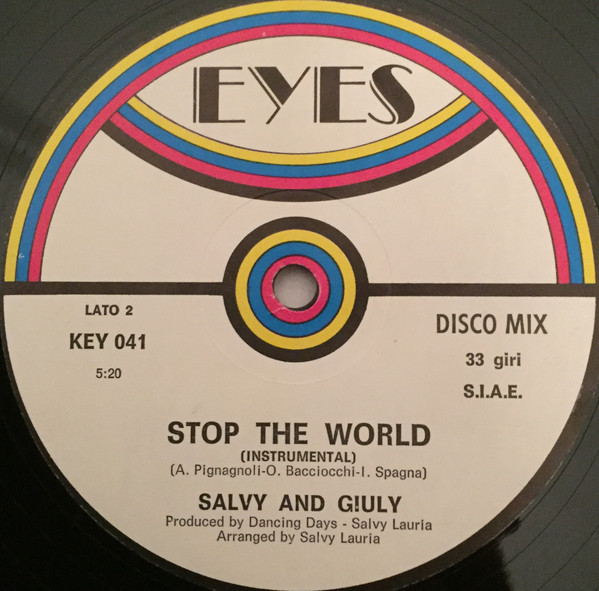 EYES
LATO 2
KEY 041
5:20
DISCO MIX
33 giri
S.I.A.E.
STOP THE WORLD
(INSTRUMENTAL)
(A. Pignagnoli-O. Bacciocchi-I. Spagna)
SALVY AND G!ULY
Produced by Dancing Days - Salvy Lauria
Arranged by Salvy Lauria